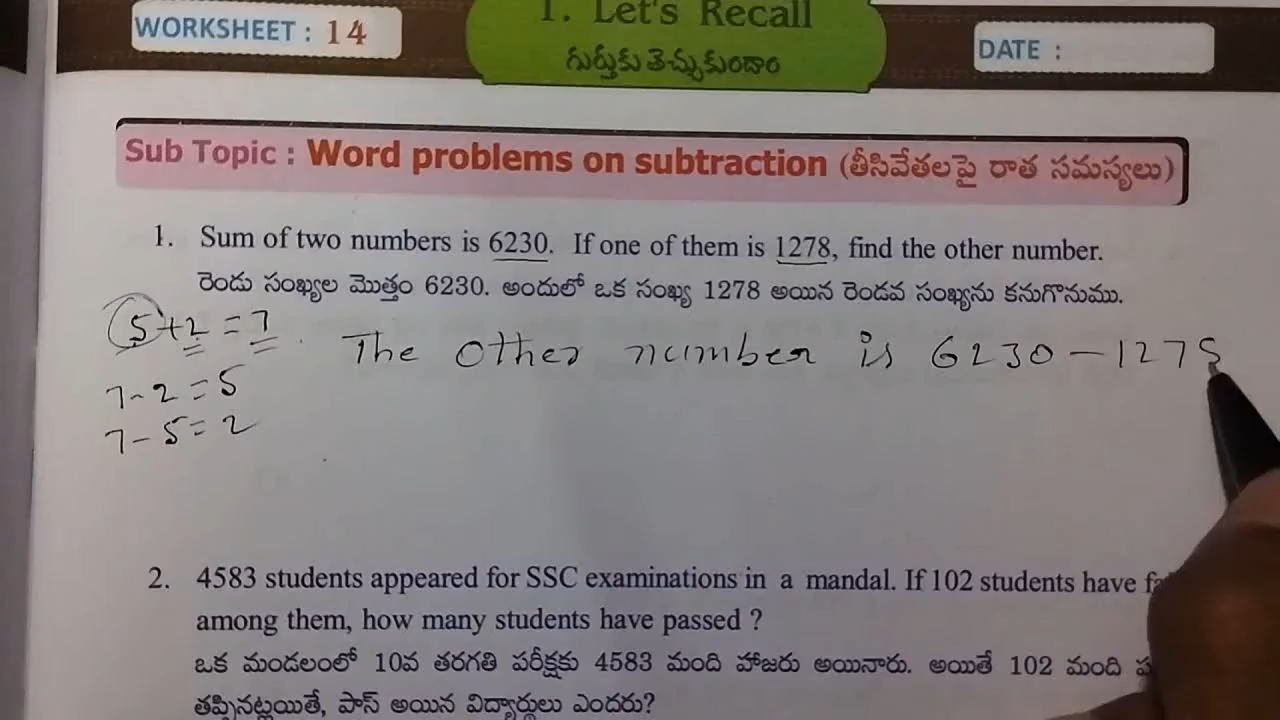 WORKSHEET : 14
1. Let's Recall
గుర్తుకు తెచ్చుకుందాం
DATE :
Sub Topic : Word problems on subtraction (తీసివేతలపై రాత సమస్యలు)
1. Sum of two numbers is 6230. If one of them is 1278, find the other number.
రెండు సంఖ్యల మొత్తం 6230. అందులో ఒక సంఖ్య 1278 అయిన రెండవ సంఖ్యను కనుగొనుము.
5+2=7
7-2=5
7-5=2
The Other number is 6230-127
2. 4583 students appeared for SSC examinations in a mandal. If 102 students have
among them, how many students have passed ?
ఒక మండలంలో 10వ తరగతి పరీక్షకు 4583 మంది హాజరు అయినారు. అయితే 102 మంది
తప్పినట్లయితే, పాస్ అయిన విద్యార్థులు ఎందరు?